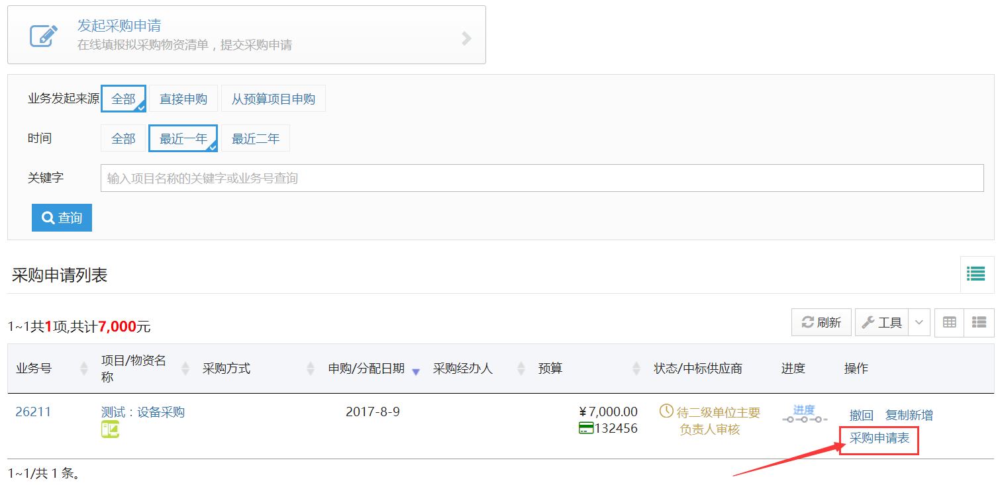 发起采购申请
在线填报拟采购物资清单，提交采购申请
业务发起来源 全部 直接申购 从预算项目申购
时间 全部 最近一年 最近二年
关键字 输入项目名称的关键字或业务号查询
查询
采购申请列表
1~1共1项,共计7,000元 刷新 工具
业务号 项目/物资名称 采购方式 申购/分配日期 采购经办人 预算 状态/中标供应商 进度 操作
26211 测试：设备采购 2017-8-9 ¥7,000.00 待二级单位主要 进度 撤回 复制新增
132456 负责人审核 采购申请表
1~1/共 1 条。